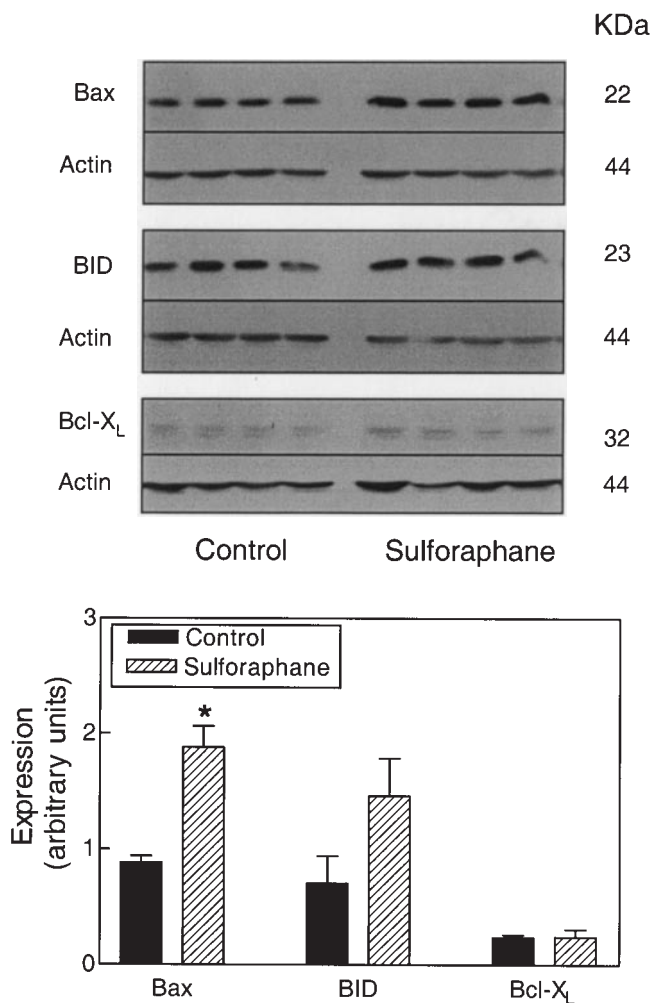 KDa
Bax 22
Actin 44
BID 23
Actin 44
Bcl-XL 32
Actin 44
Control Sulforaphane
3
Control
Sulforaphane
*
2
Expression
(arbitrary units)
1
0
Bax BID Bcl-XL